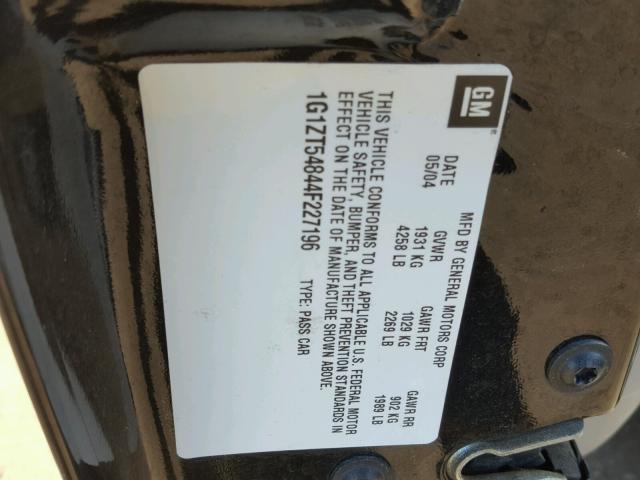 GM®
MFD BY GENERAL MOTORS CORP
DATE GVWR GAWR FRT GAWR RR
05/04 1931 KG 1029 KG 902 KG
4258 LB 2269 LB 1989 LB
THIS VEHICLE CONFORMS TO ALL APPLICABLE U.S. FEDERAL MOTOR
VEHICLE SAFETY, BUMPER, AND THEFT PREVENTION STANDARDS IN
EFFECT ON THE DATE OF MANUFACTURE SHOWN ABOVE.
1G1ZT54844F227196 TYPE: PASS CAR